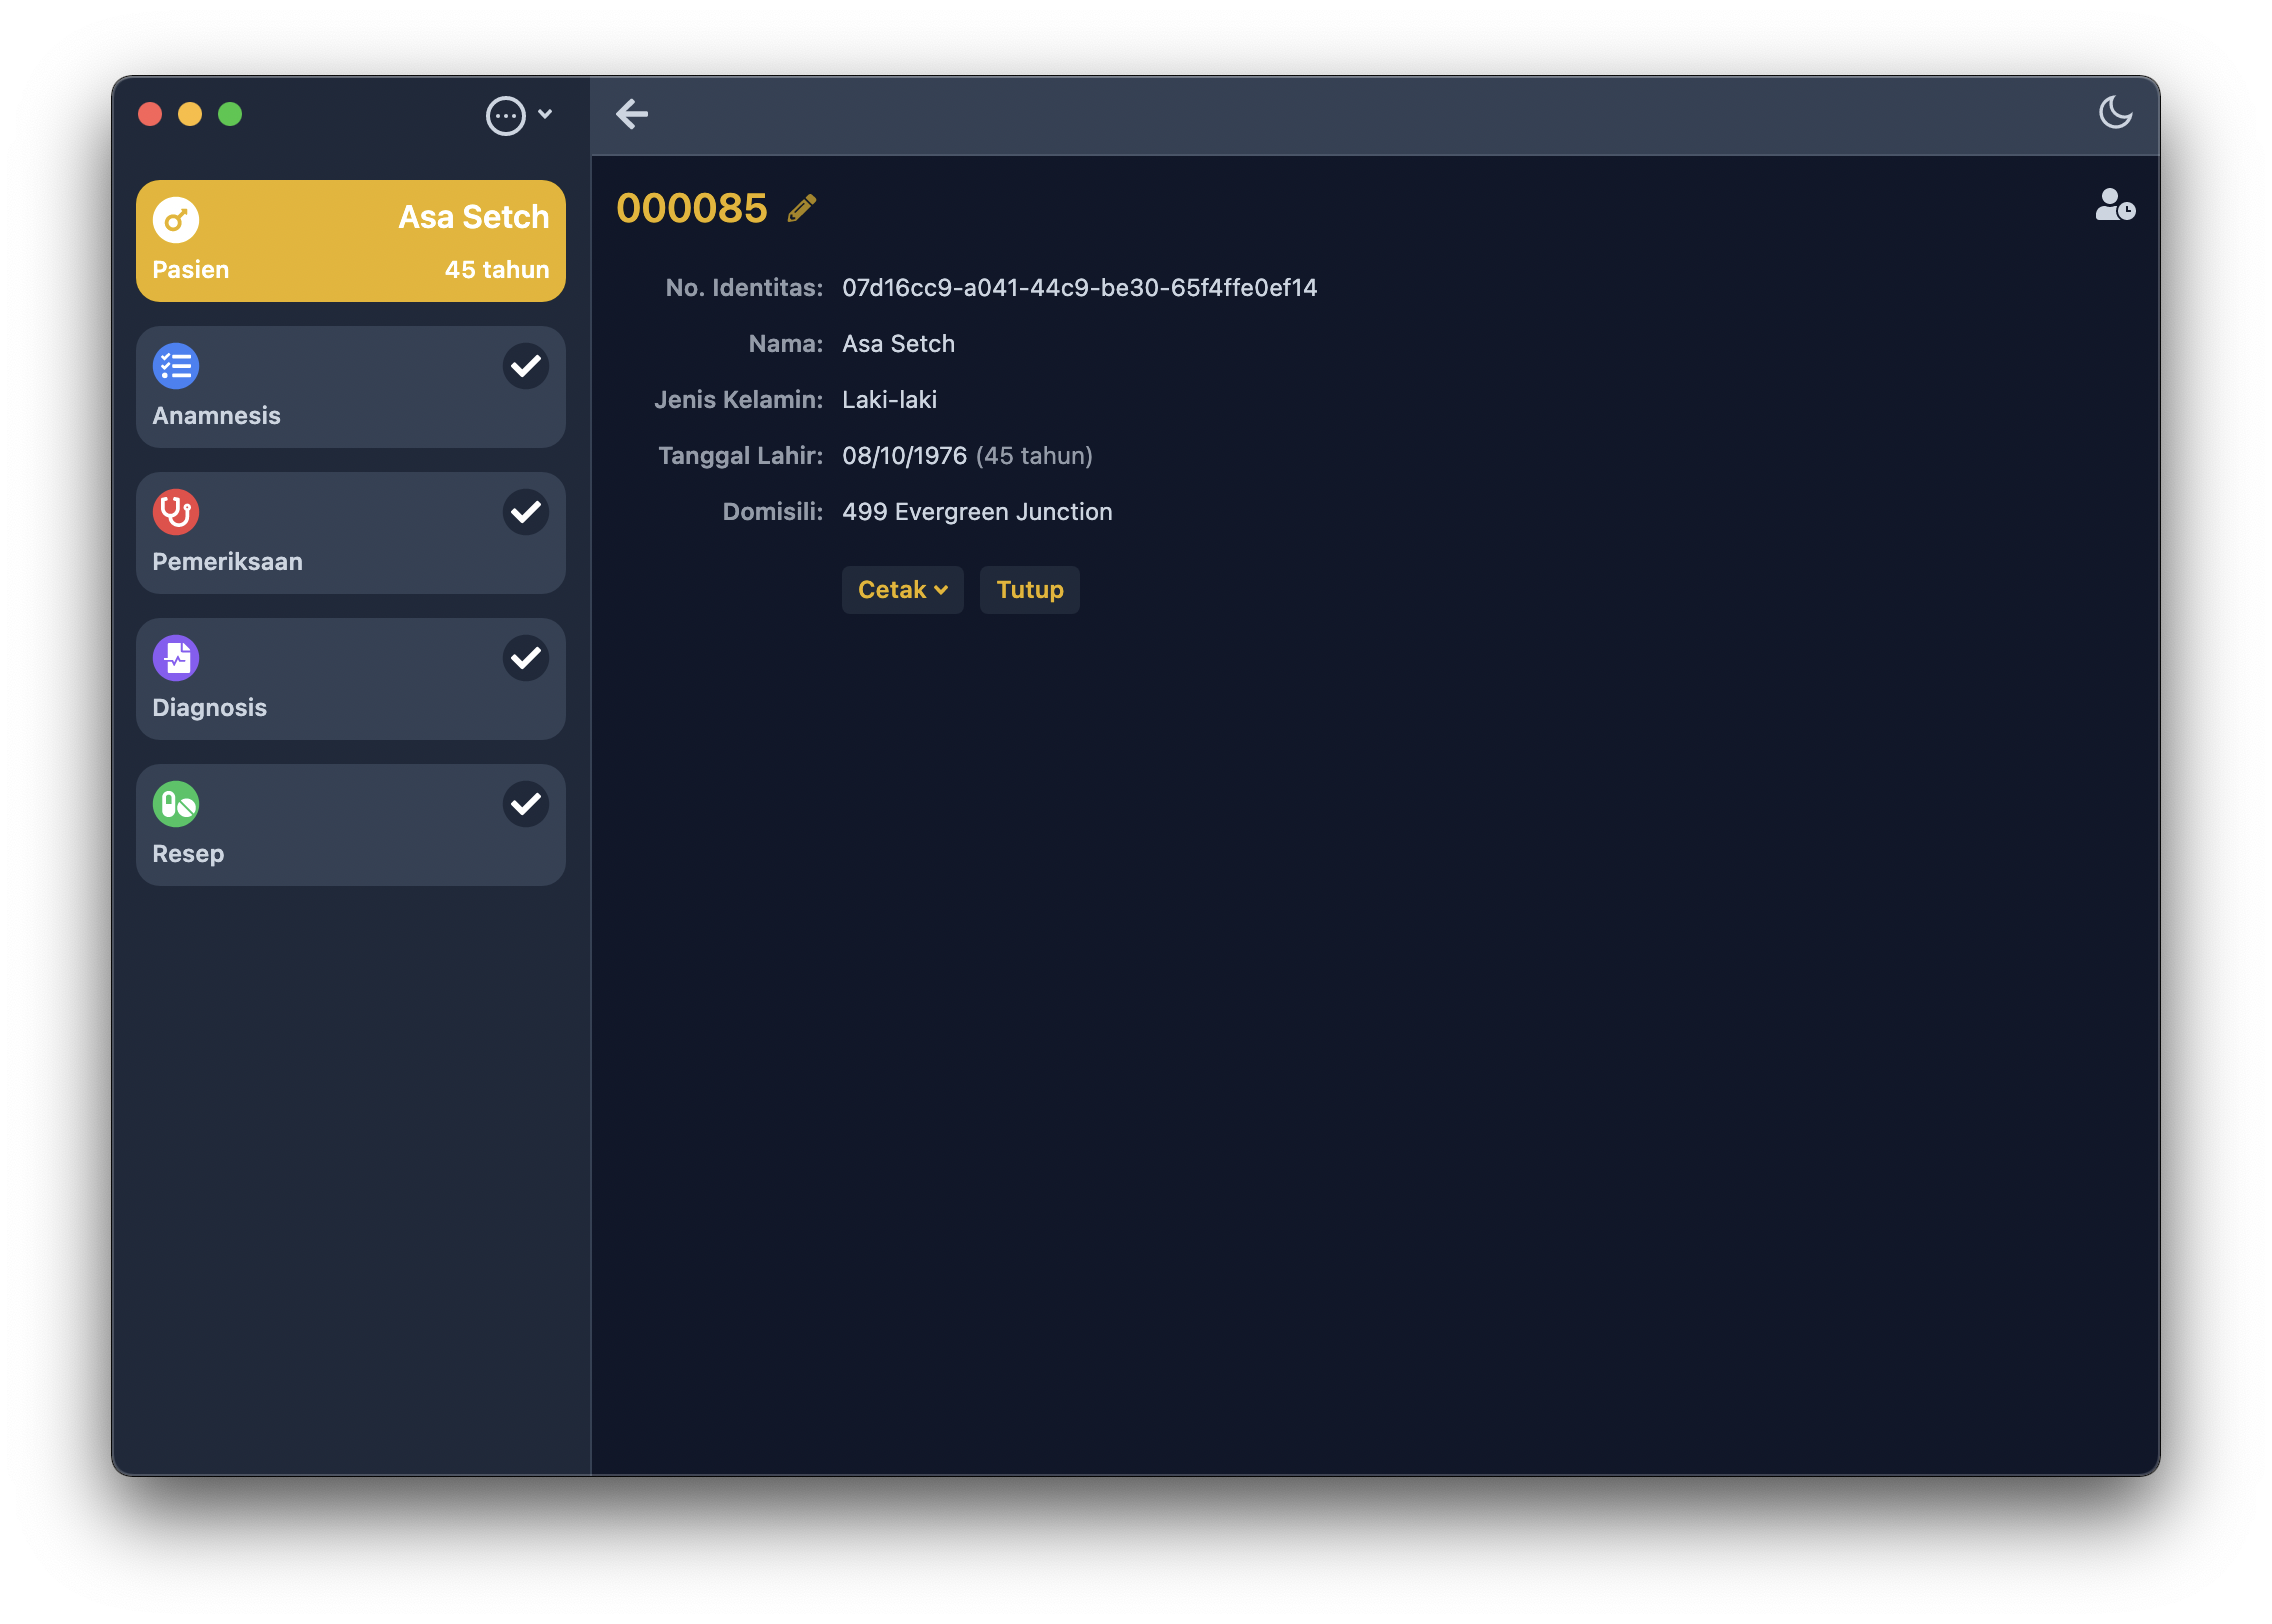 Asa Setch
Pasien 45 tahun
Anamnesis
Pemeriksaan
Diagnosis
Resep
000085
No. Identitas: 07d16cc9-a041-44c9-be30-65f4ffe0ef14
Nama: Asa Setch
Jenis Kelamin: Laki-laki
Tanggal Lahir: 08/10/1976 (45 tahun)
Domisili: 499 Evergreen Junction
Cetak Tutup